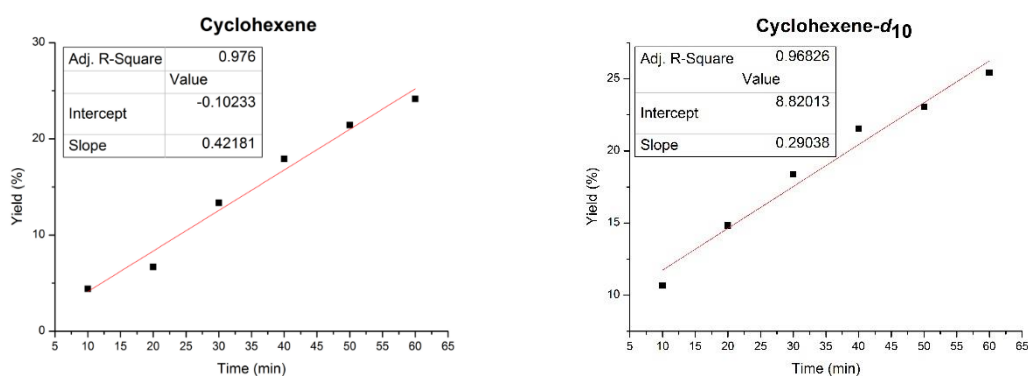 Cyclohexene
Adj. R-Square 0.976
Value
Intercept -0.10233
Slope 0.42181
30
20
10
0
Yield (%)
5 10 15 20 25 30 35 40 45 50 55 60 65
Time (min)
Cyclohexene-d10
Adj. R-Square 0.96826
Value
Intercept 8.82013
Slope 0.29038
25
20
15
10
Yield (%)
5 10 15 20 25 30 35 40 45 50 55 60 65
Time (min)